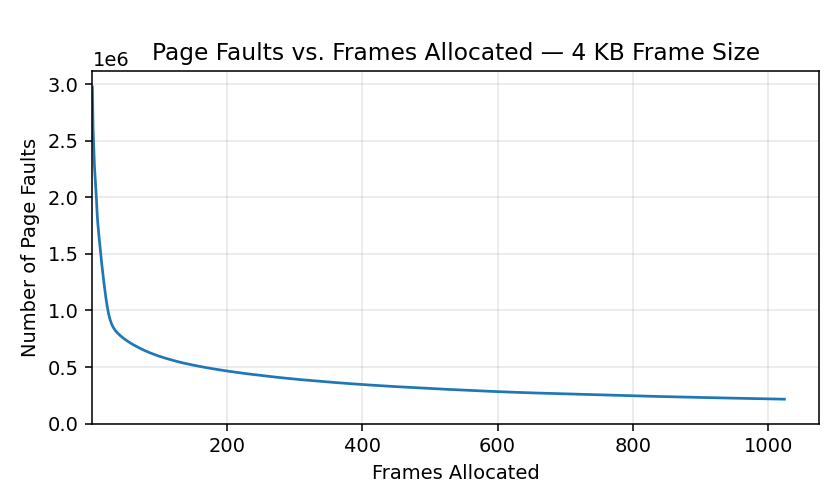 Page Faults vs. Frames Allocated — 4 KB Frame Size
1e6
3.0
2.5
2.0
1.5
1.0
0.5
0.0
Number of Page Faults
200 400 600 800 1000
Frames Allocated